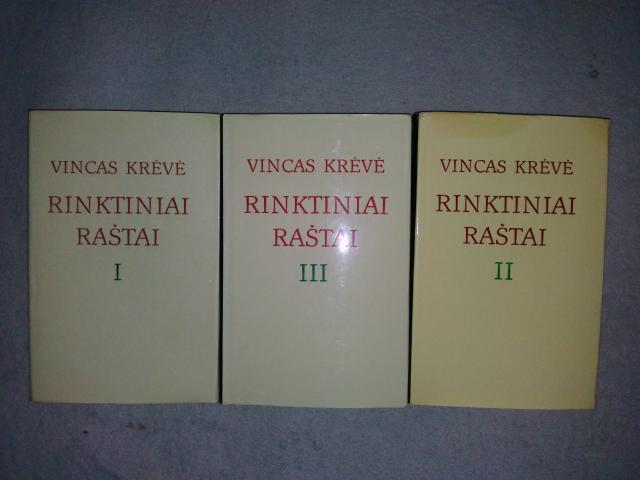 VINCAS KRĖVĖ
RINKTINIAI
RAŠTAI
I
VINCAS KRĖVĖ
RINKTINIAI
RAŠTAI
III
VINCAS KRĖVĖ
RINKTINIAI
RAŠTAI
II